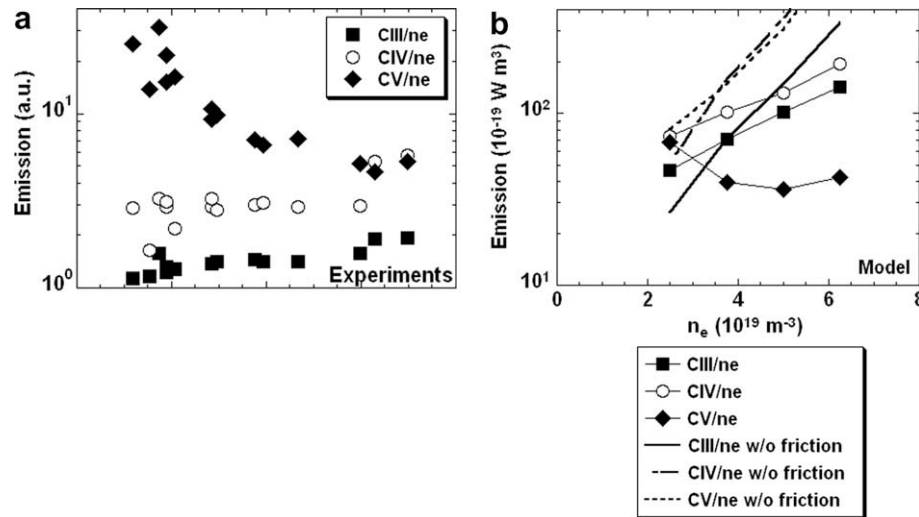 a
CIII/ne
CIV/ne
CV/ne
10¹
10⁰
Emission (a.u.)
Experiments
b
10²
10¹
Emission (10⁻¹⁹ W m³)
Model
0 2 4 6 8
nₑ (10¹⁹ m⁻³)
CIII/ne
CIV/ne
CV/ne
CIII/ne w/o friction
CIV/ne w/o friction
CV/ne w/o friction